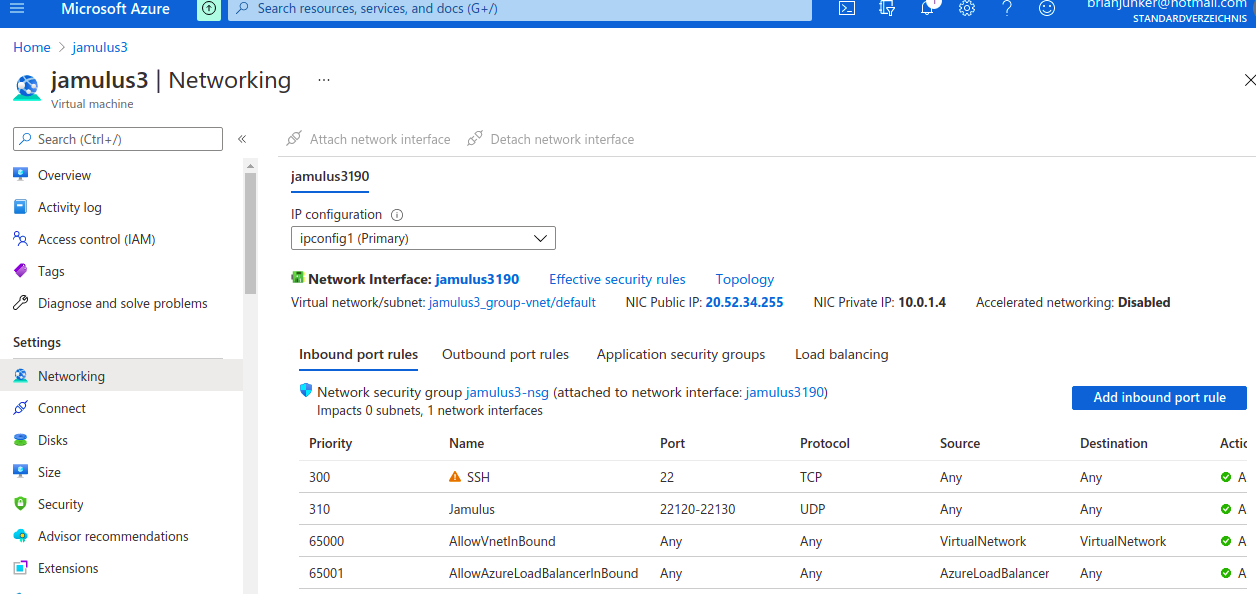 Microsoft Azure
Search resources, services, and docs (G+/)
1
brianjunker@hotmail.com
STANDARDVERZEICHNIS
Home > jamulus3
jamulus3 | Networking ...
Virtual machine
Search (Ctrl+/)
«
Attach network interface Detach network interface
Overview
Activity log
Access control (IAM)
Tags
Diagnose and solve problems
Settings
Networking
Connect
Disks
Size
Security
Advisor recommendations
Extensions
jamulus3190
IP configuration
ipconfig1 (Primary)
Network Interface: jamulus3190 Effective security rules Topology
Virtual network/subnet: jamulus3_group-vnet/default NIC Public IP: 20.52.34.255 NIC Private IP: 10.0.1.4 Accelerated networking: Disabled
Inbound port rules Outbound port rules Application security groups Load balancing
Network security group jamulus3-nsg (attached to network interface: jamulus3190)
Impacts 0 subnets, 1 network interfaces
Add inbound port rule
Priority Name Port Protocol Source Destination Actic
300 SSH 22 TCP Any Any A
310 Jamulus 22120-22130 UDP Any Any A
65000 AllowVnetInBound Any Any VirtualNetwork VirtualNetwork A
65001 AllowAzureLoadBalancerInBound Any Any AzureLoadBalancer Any A